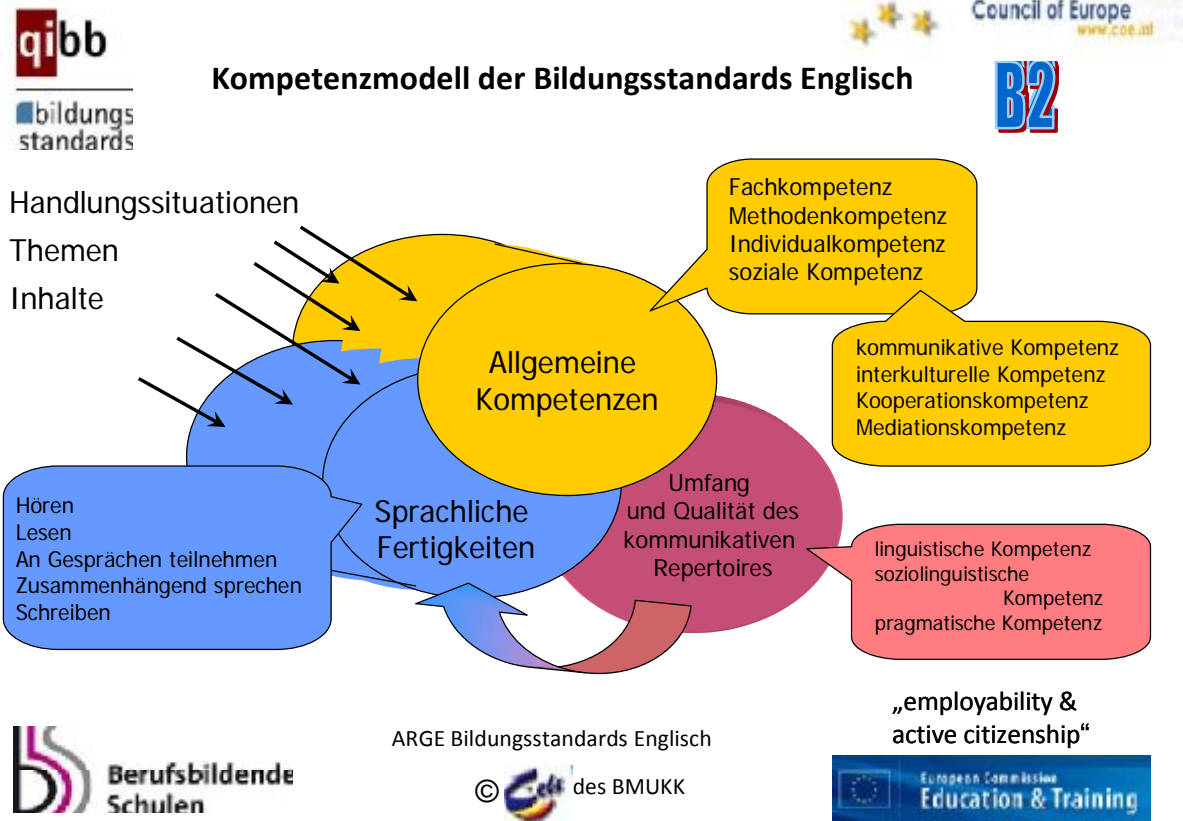 qibb
bildungs
standards
Council of Europe
www.coe.int
Kompetenzmodell der Bildungsstandards Englisch
B2
Handlungssituationen
Themen
Inhalte
Fachkompetenz
Methodenkompetenz
Individualkompetenz
soziale Kompetenz
kommunikative Kompetenz
interkulturelle Kompetenz
Kooperationskompetenz
Mediationskompetenz
Allgemeine
Kompetenzen
Hören
Lesen
An Gesprächen teilnehmen
Zusammenhängend sprechen
Schreiben
Sprachliche
Fertigkeiten
Umfang
und Qualität des
kommunikativen
Repertoires
linguistische Kompetenz
soziolinguistische
Kompetenz
pragmatische Kompetenz
„employability &
active citizenship“
bs
Berufsbildende
Schulen
ARGE Bildungsstandards Englisch
© des BMUKK
European Commission
Education & Training